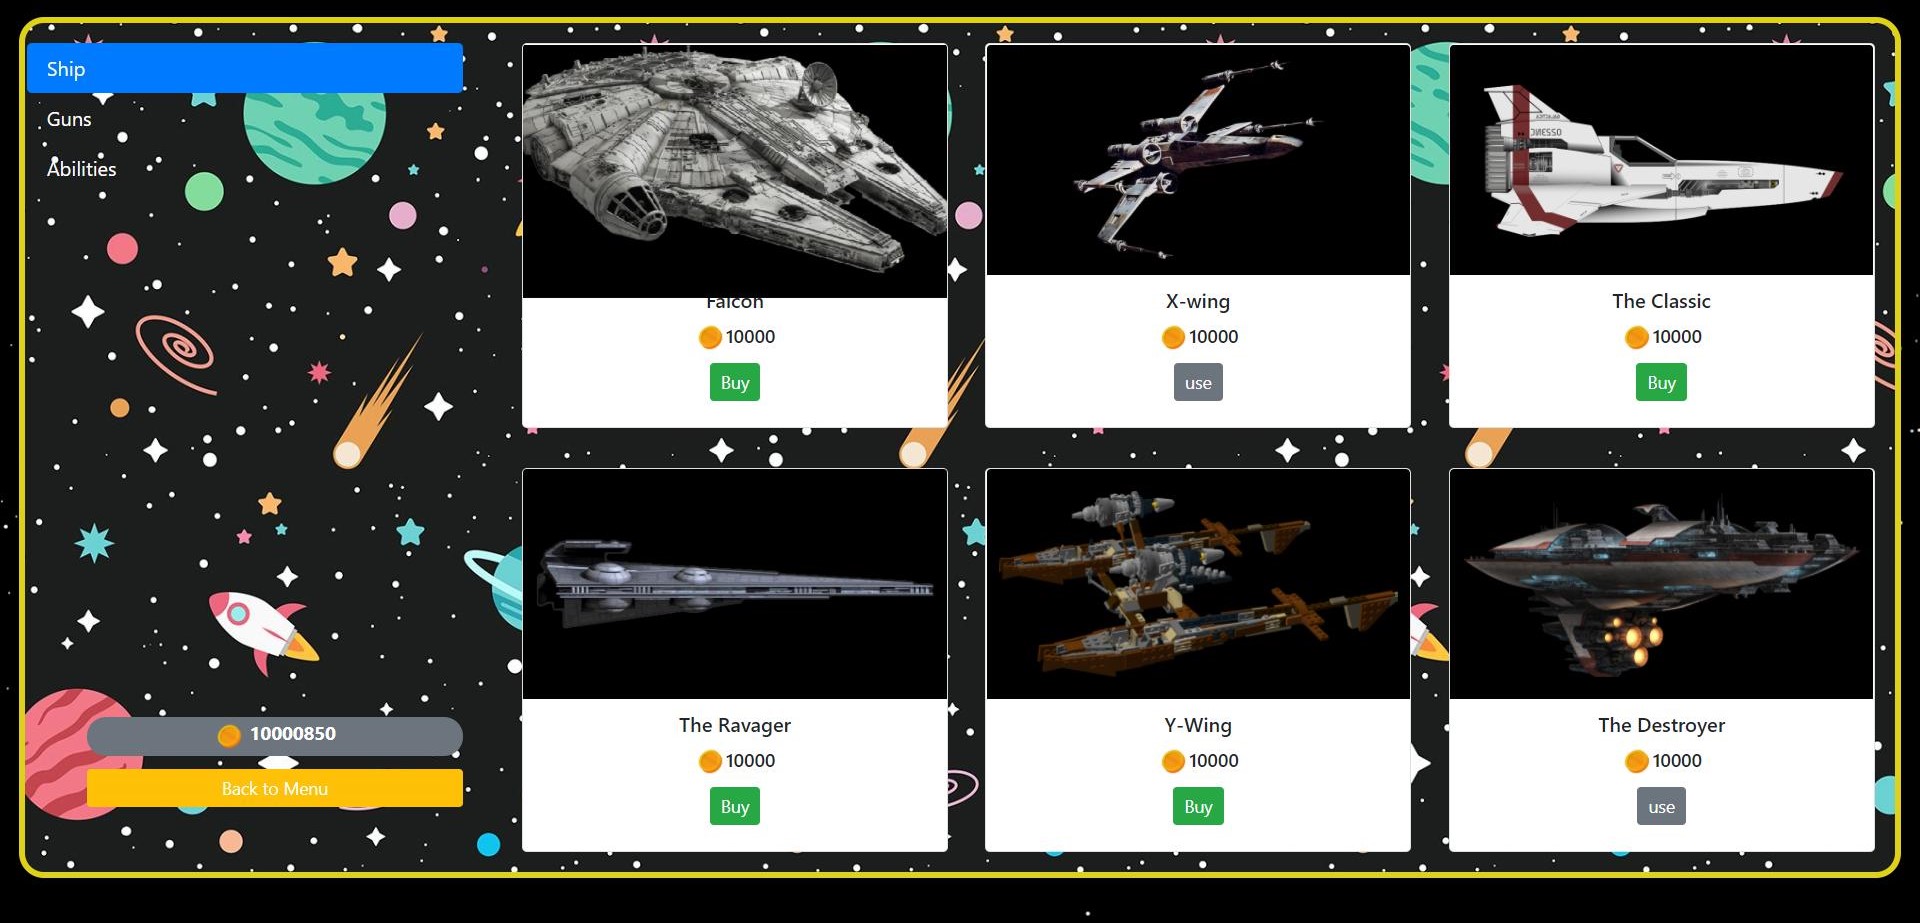 Ship
Guns
Abilities
10000850
Back to Menu
Falcon
10000
Buy
X-wing
10000
use
GALACTICA
The Classic
10000
Buy
The Ravager
10000
Buy
Y-Wing
10000
Buy
The Destroyer
10000
use